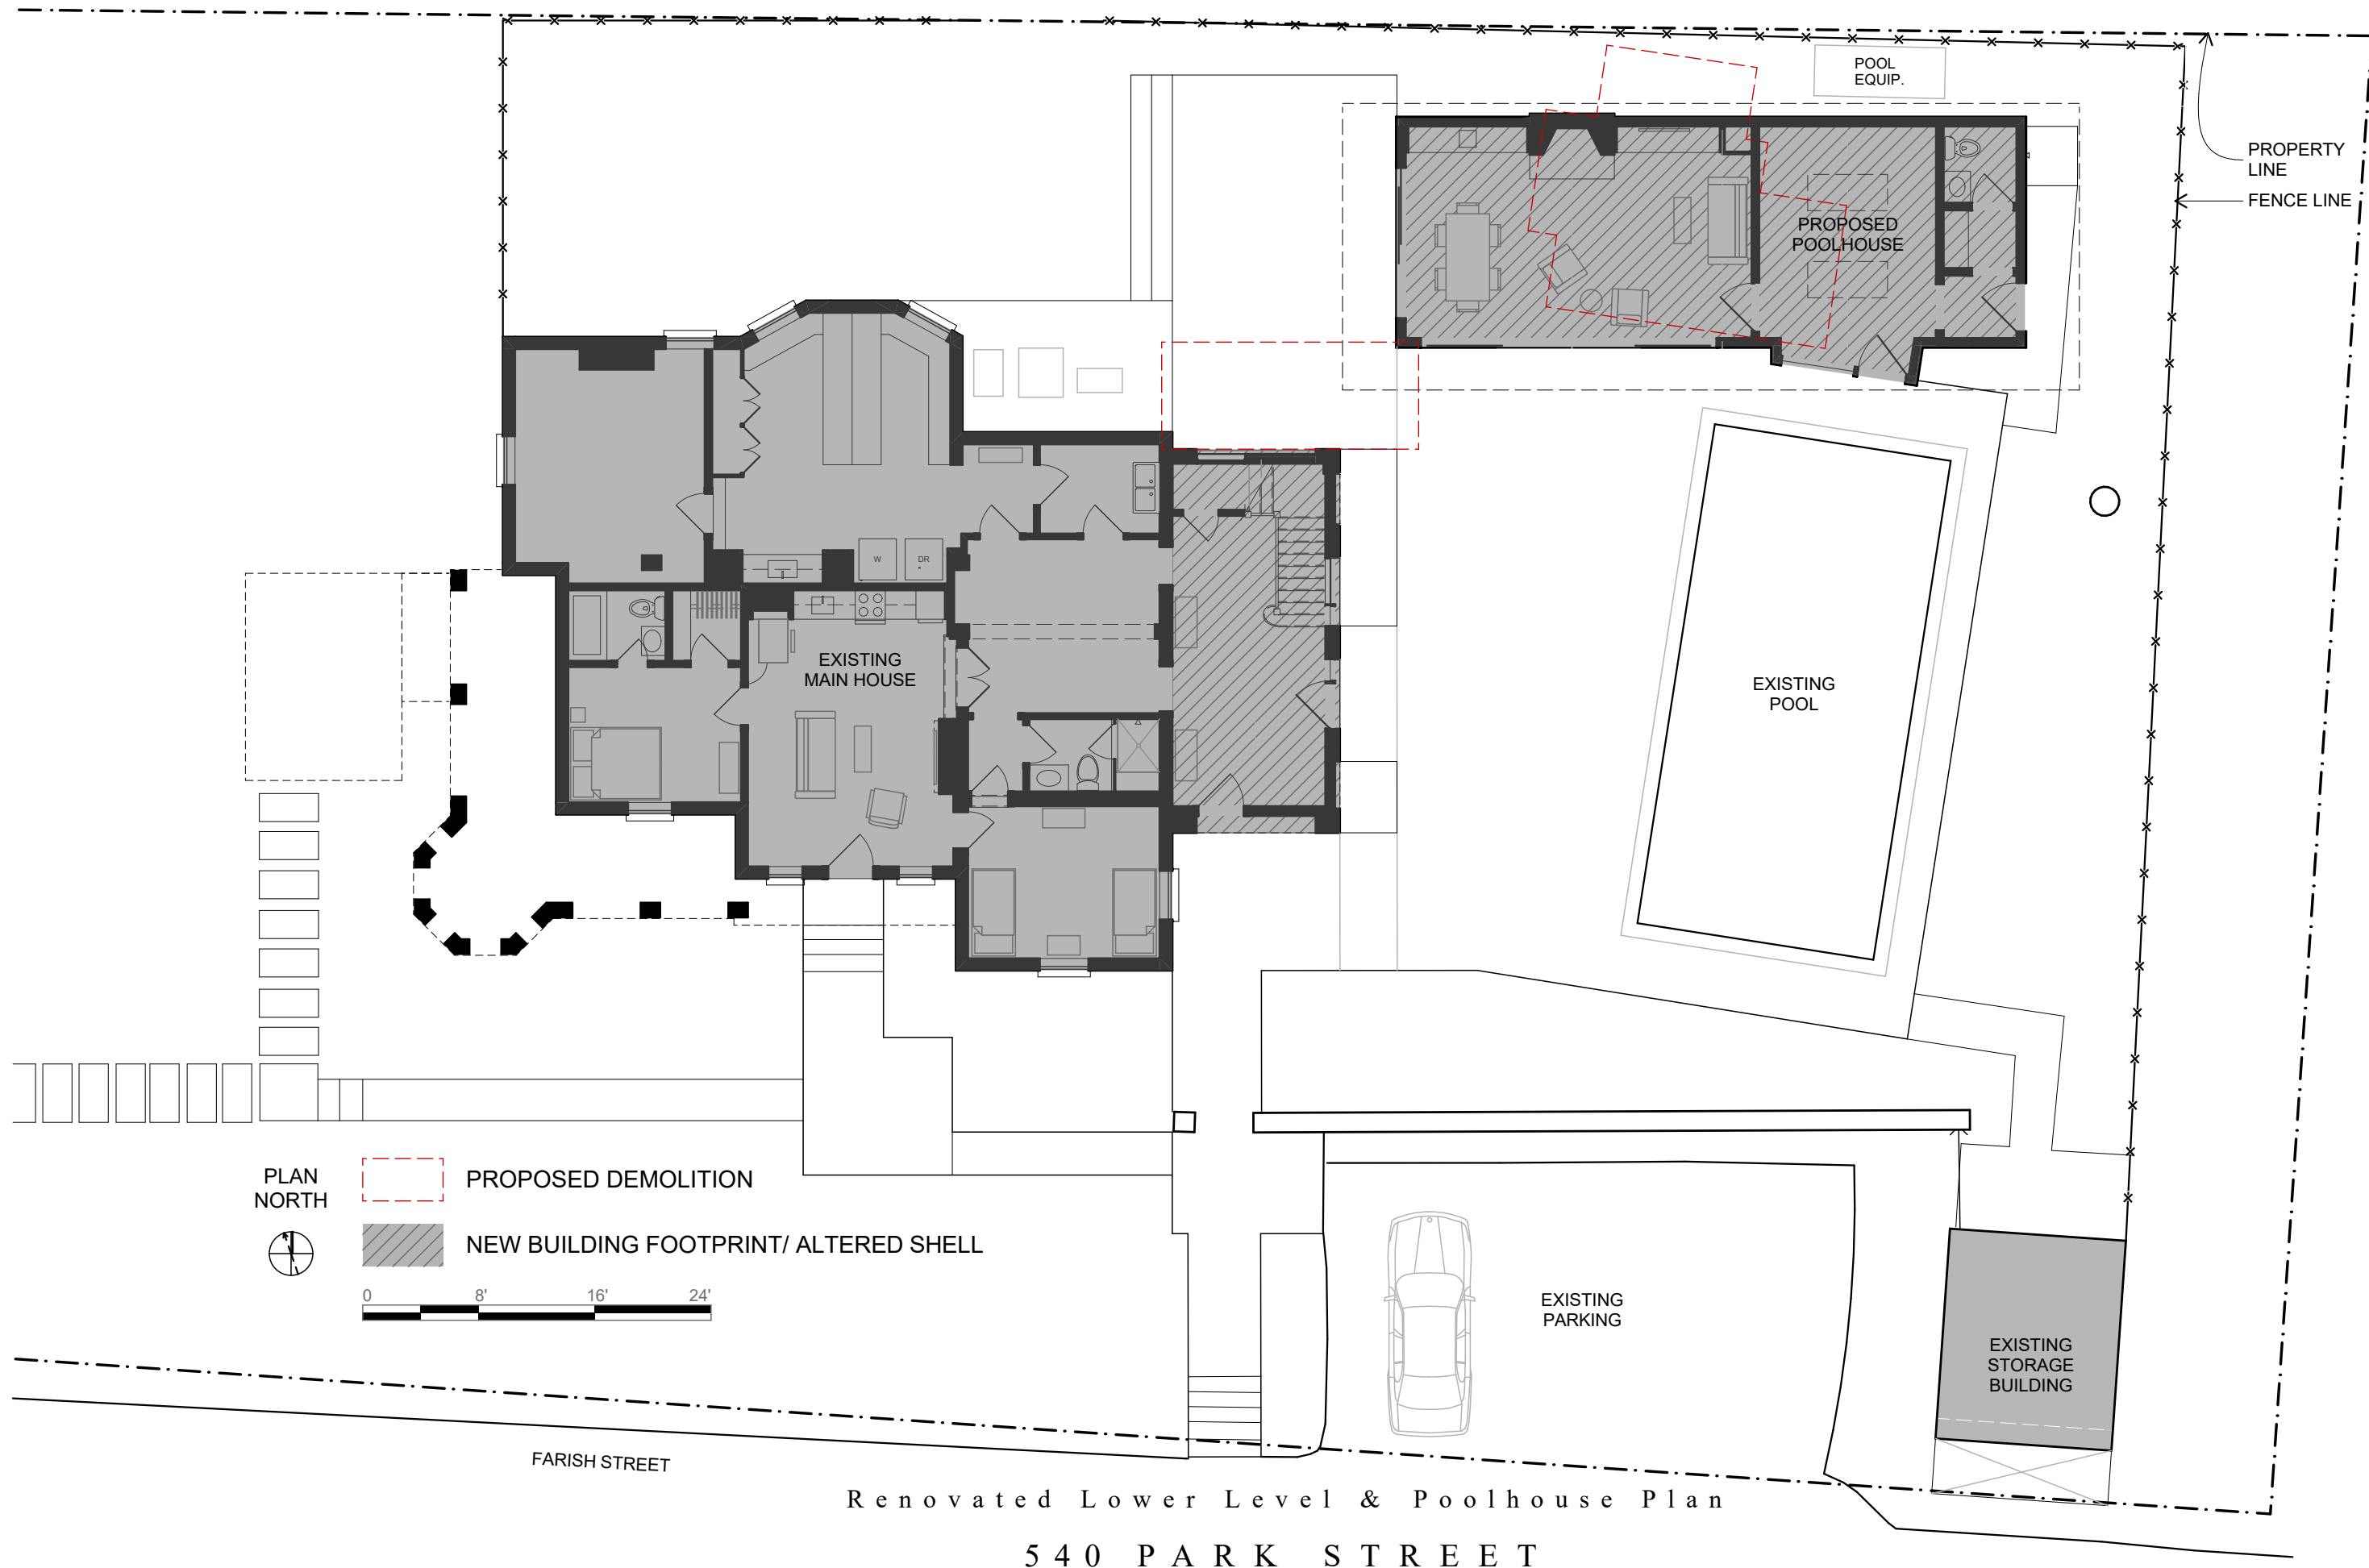 POOL
EQUIP.
PROPERTY
LINE
FENCE LINE
PROPOSED
POOLHOUSE
W
DR
EXISTING
MAIN HOUSE
EXISTING
POOL
PLAN
NORTH
PROPOSED DEMOLITION
NEW BUILDING FOOTPRINT/ ALTERED SHELL
0 8' 16' 24'
EXISTING
PARKING
EXISTING
STORAGE
BUILDING
FARISH STREET
Renovated Lower Level & Poolhouse Plan
540 PARK STREET